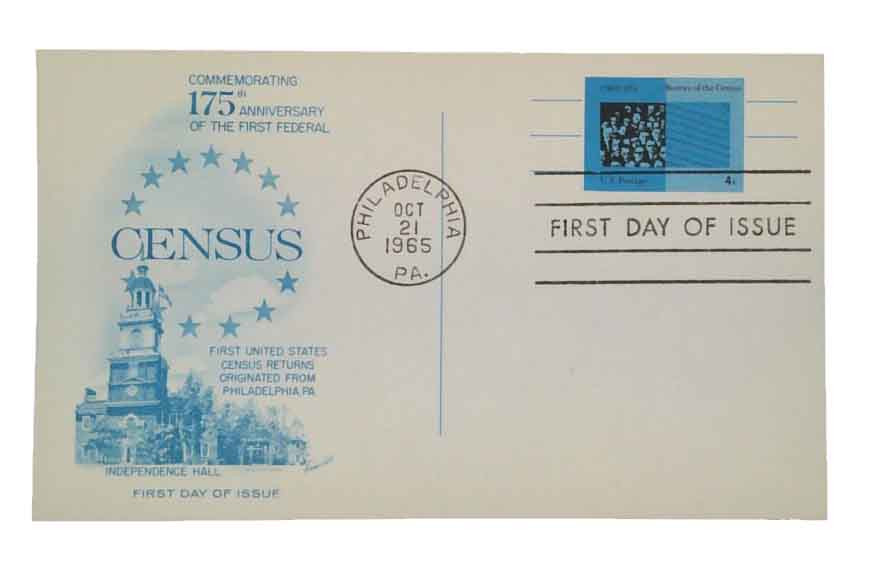 COMMEMORATING
175th ANNIVERSARY
OF THE FIRST FEDERAL
CENSUS
FIRST UNITED STATES
CENSUS RETURNS
ORIGINATED FROM
PHILADELPHIA, PA.
INDEPENDENCE HALL
FIRST DAY OF ISSUE
PHILADELPHIA
OCT
21
1965
PA.
Bureau of the Census
U.S. Postage 4¢
FIRST DAY OF ISSUE